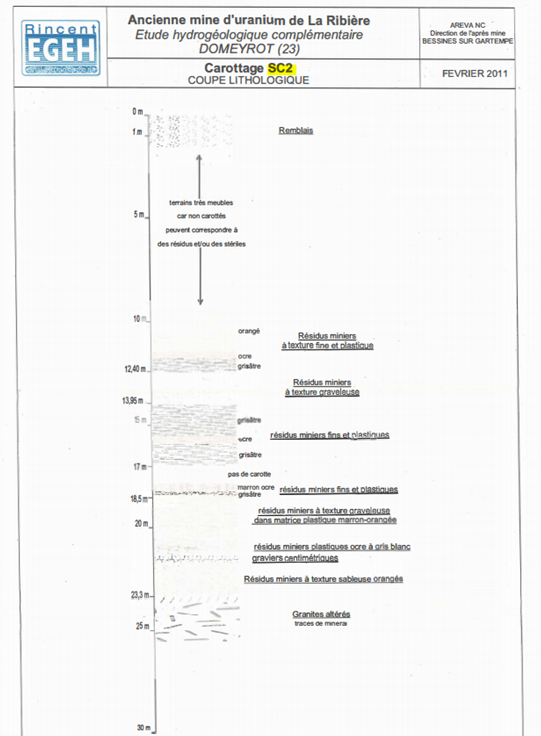 Rincent
EGEH
Ancienne mine d'uranium de La Ribière
Etude hydrogéologique complémentaire
DOMEYROT (23)
AREVA NC
Direction de l'après mine
BESSINES SUR GARTEMPE
Carottage SC2
COUPE LITHOLOGIQUE
FEVRIER 2011
0 m
1 m
Remblais
terrains très meubles
5 m
car non carottés
peuvent correspondre à
des résidus et/ou des stériles
10 m
orangé
Résidus miniers
à texture fine et plastique
ocre
grisâtre
12,40 m
Résidus miniers
à texture graveleuse
13,95 m
15 m
grisâtre
ocre
résidus miniers fins et plastiques
grisâtre
17 m
pas de carotte
marron ocre
résidus miniers fins et plastiques
grisâtre
18,5 m
résidus miniers à texture graveleuse
dans matrice plastique marron-orangée
20 m
résidus miniers plastiques ocre à gris blanc
graviers centimétriques
Résidus miniers à texture sableuse orangés
23,3 m
Granites altérés
traces de minerai
25 m
30 m